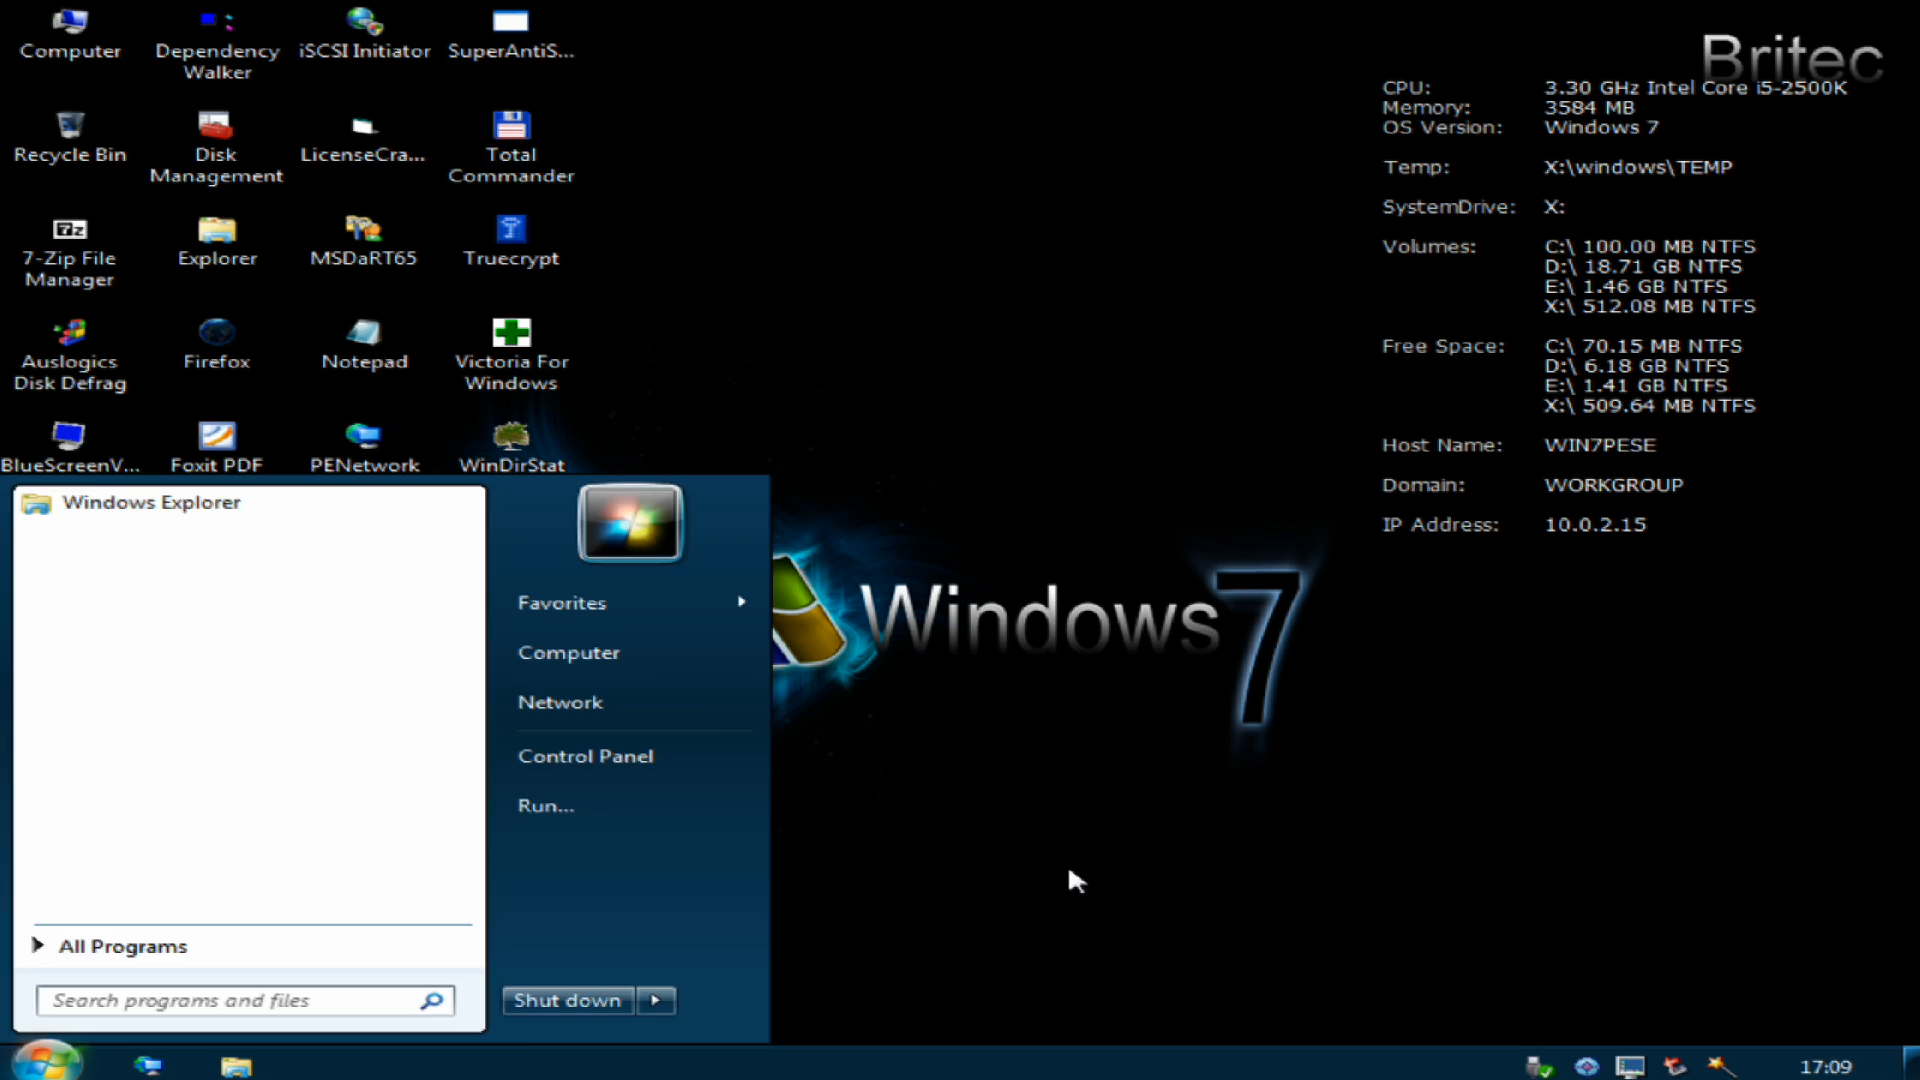 Computer
Dependency
Walker
iSCSI Initiator
SuperAntiS...
Recycle Bin
Disk
Management
LicenseCra...
Total
Commander
7-Zip File
Manager
Explorer
MSDaRT65
Truecrypt
Auslogics
Disk Defrag
Firefox
Notepad
Victoria For
Windows
BlueScreenV...
Foxit PDF
PENetwork
WinDirStat
Britec
CPU: 3.30 GHz Intel Core i5-2500K
Memory: 3584 MB
OS Version: Windows 7
Temp: X:\windows\TEMP
SystemDrive: X:
Volumes: C:\ 100.00 MB NTFS
D:\ 18.71 GB NTFS
E:\ 1.46 GB NTFS
X:\ 512.08 MB NTFS
Free Space: C:\ 70.15 MB NTFS
D:\ 6.18 GB NTFS
E:\ 1.41 GB NTFS
X:\ 509.64 MB NTFS
Host Name: WIN7PESE
Domain: WORKGROUP
IP Address: 10.0.2.15
Windows 7
Windows Explorer
Favorites
Computer
Network
Control Panel
Run...
All Programs
Search programs and files
Shut down
17:09